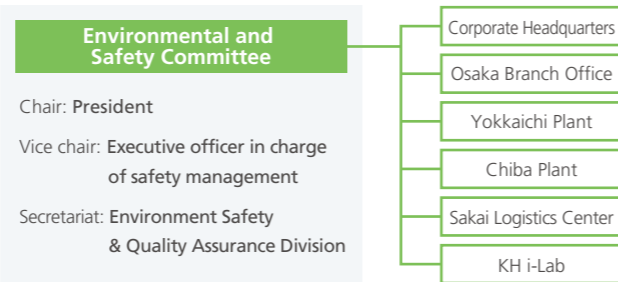 Environmental and
Safety Committee
Chair: President
Vice chair: Executive officer in charge
of safety management
Secretariat: Environment Safety
& Quality Assurance Division
Corporate Headquarters
Osaka Branch Office
Yokkaichi Plant
Chiba Plant
Sakai Logistics Center
KH i-Lab